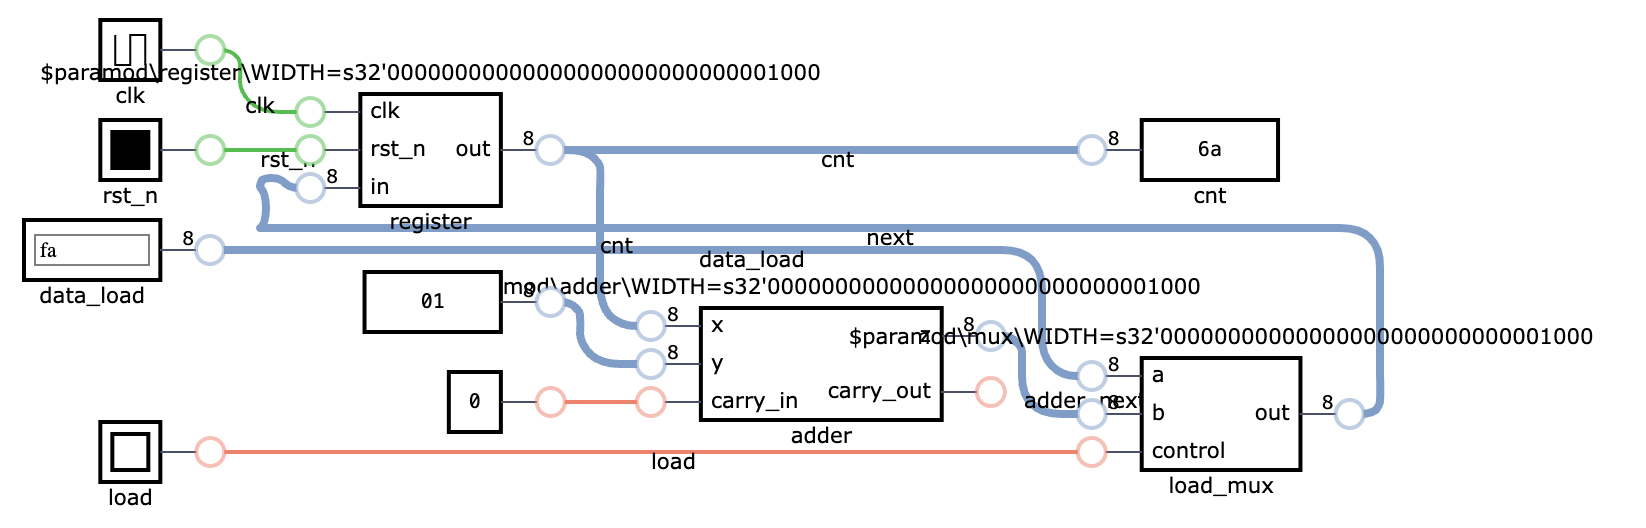 clk
$paramod\register\WIDTH=s32'00000000000000000000000000001000
clk
rst_n
rst_n
data_load
fa
8
clk
rst_n
in
out
register
8
8
cnt
8
6a
cnt
next
cnt
data_load
01
8
mod\adder\WIDTH=s32'00000000000000000000000000001000
8
x
8
y
carry_in
z
carry_out
adder
8
0
$paramod\mux\WIDTH=s32'00000000000000000000000000001000
adder_next
8
a
8
b
control
out
load_mux
8
load
load